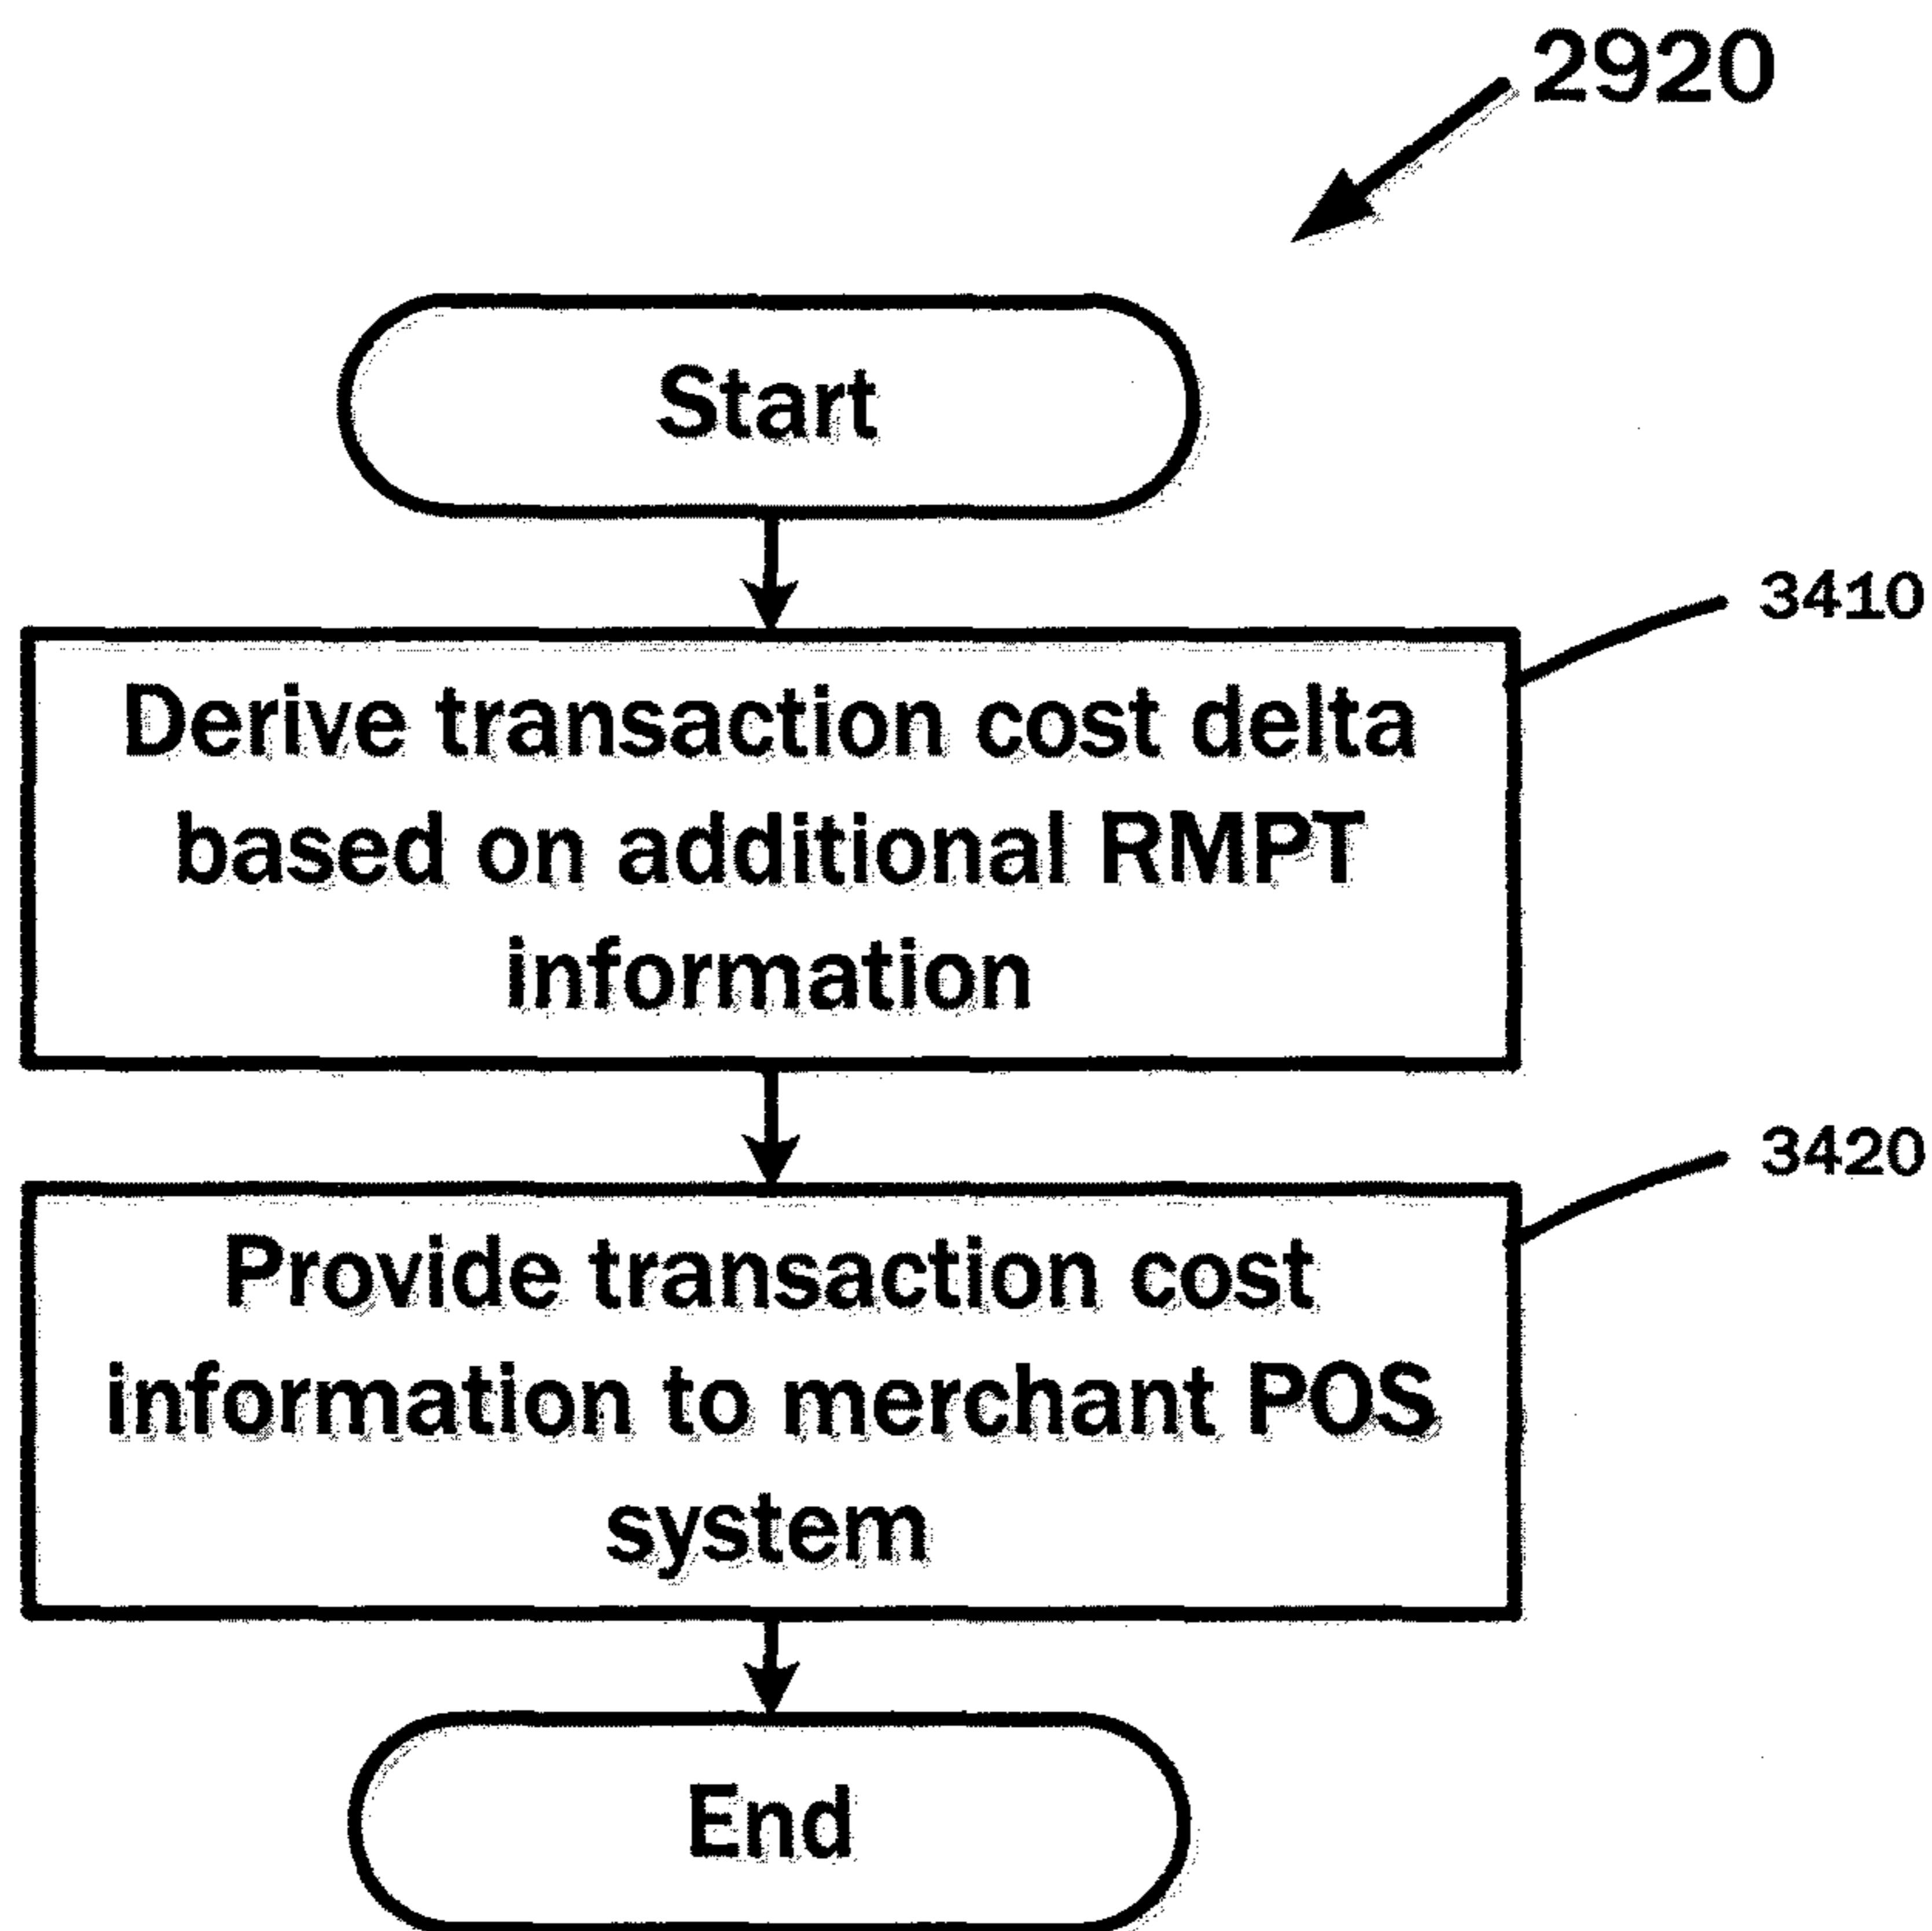 2920
Start
3410
Derive transaction cost delta
based on additional RMPT
information
3420
Provide transaction cost
information to merchant POS
system
End